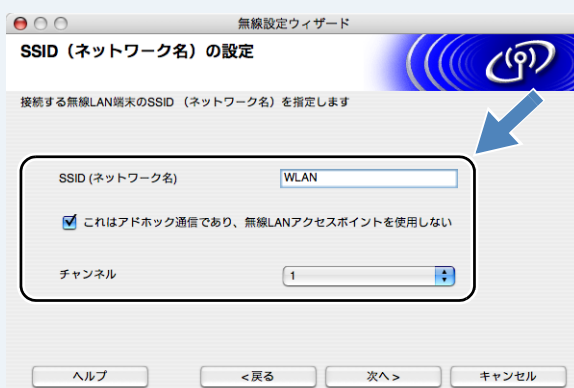 無線設定ウィザード
SSID（ネットワーク名）の設定
接続する無線LAN端末のSSID （ネットワーク名）を指定します
SSID (ネットワーク名) WLAN
これはアドホック通信であり、無線LANアクセスポイントを使用しない
チャンネル 1
ヘルプ <戻る 次へ> キャンセル